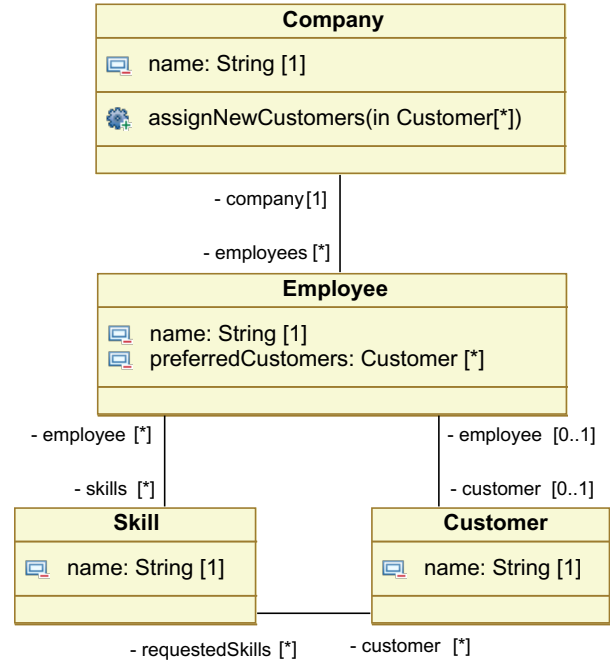 Company
name: String [1]
assignNewCustomers(in Customer[*])
- company[1]
- employees [*]
Employee
name: String [1]
preferredCustomers: Customer [*]
- employee [*]
- employee [0..1]
- skills [*]
- customer [0..1]
Skill
Customer
name: String [1]
name: String [1]
- requestedSkills [*]
- customer [*]